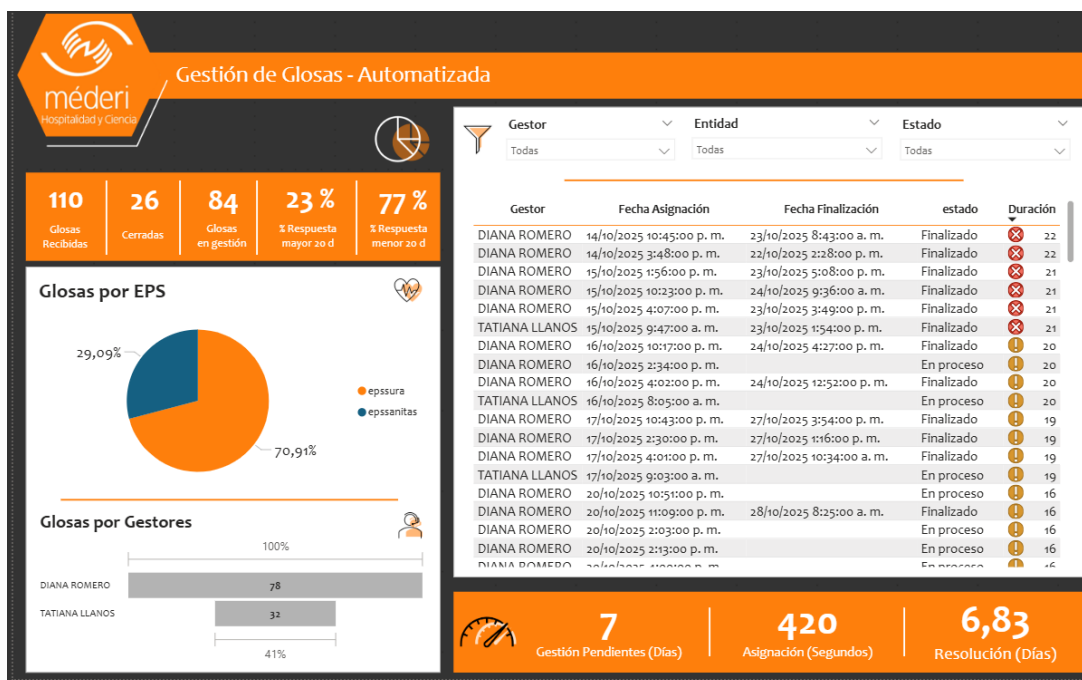 méderi
Hospitalidad y Ciencia
Gestión de Glosas - Automatizada
110
Glosas
Recibidas
26
Cerradas
84
Glosas
en gestión
23 %
% Respuesta
mayor 20 d
77 %
% Respuesta
menor 20 d
Glosas por EPS
29,09%
70,91%
epssura
epssanitas
Glosas por Gestores
100%
DIANA ROMERO 78
TATIANA LLANOS 32
41%
Gestor Entidad Estado
Todas Todas Todas
Gestor Fecha Asignación Fecha Finalización estado Duración
DIANA ROMERO 14/10/2025 10:45:00 p. m. 23/10/2025 8:43:00 a. m. Finalizado 22
DIANA ROMERO 14/10/2025 3:48:00 p. m. 22/10/2025 2:28:00 p. m. Finalizado 22
DIANA ROMERO 15/10/2025 1:56:00 p. m. 23/10/2025 5:08:00 p. m. Finalizado 21
DIANA ROMERO 15/10/2025 10:23:00 p. m. 24/10/2025 9:36:00 a. m. Finalizado 21
DIANA ROMERO 15/10/2025 4:07:00 p. m. 23/10/2025 3:49:00 p. m. Finalizado 21
TATIANA LLANOS 15/10/2025 9:47:00 a. m. 23/10/2025 1:54:00 p. m. Finalizado 21
DIANA ROMERO 16/10/2025 10:17:00 p. m. 24/10/2025 4:27:00 p. m. Finalizado 20
DIANA ROMERO 16/10/2025 2:34:00 p. m. En proceso 20
DIANA ROMERO 16/10/2025 4:02:00 p. m. 24/10/2025 12:52:00 p. m. Finalizado 20
TATIANA LLANOS 16/10/2025 8:05:00 a. m. En proceso 20
DIANA ROMERO 17/10/2025 10:43:00 p. m. 27/10/2025 3:54:00 p. m. Finalizado 19
DIANA ROMERO 17/10/2025 2:30:00 p. m. 27/10/2025 1:16:00 p. m. Finalizado 19
DIANA ROMERO 17/10/2025 4:01:00 p. m. 27/10/2025 10:34:00 a. m. Finalizado 19
TATIANA LLANOS 17/10/2025 9:03:00 a. m. En proceso 19
DIANA ROMERO 20/10/2025 10:51:00 p. m. En proceso 16
DIANA ROMERO 20/10/2025 11:09:00 p. m. 28/10/2025 8:25:00 a. m. Finalizado 16
DIANA ROMERO 20/10/2025 2:03:00 p. m. En proceso 16
DIANA ROMERO 20/10/2025 2:13:00 p. m. En proceso 16
DIANA ROMERO En proceso 16
7
Gestión Pendientes (Días)
420
Asignación (Segundos)
6,83
Resolución (Días)